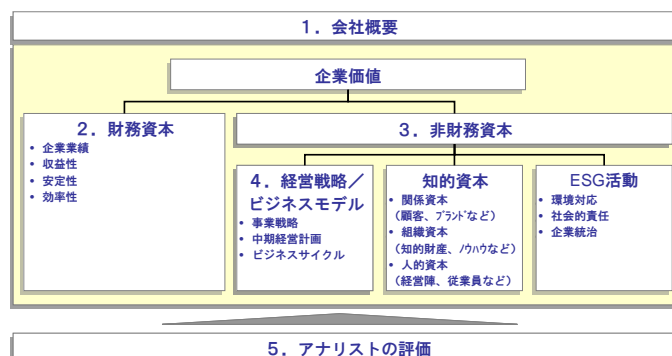 1．会社概要
企業価値
2．財務資本
• 企業業績
• 収益性
• 安定性
• 効率性
3．非財務資本
4．経営戦略／
ビジネスモデル
• 事業戦略
• 中期経営計画
• ビジネスサイクル
知的資本
• 関係資本
（顧客、ﾌﾞﾗﾝﾄﾞなど）
• 組織資本
（知的財産、ﾉｳﾊｳなど）
• 人的資本
（経営陣、従業員など）
ESG活動
• 環境対応
• 社会的責任
• 企業統治
5．アナリストの評価